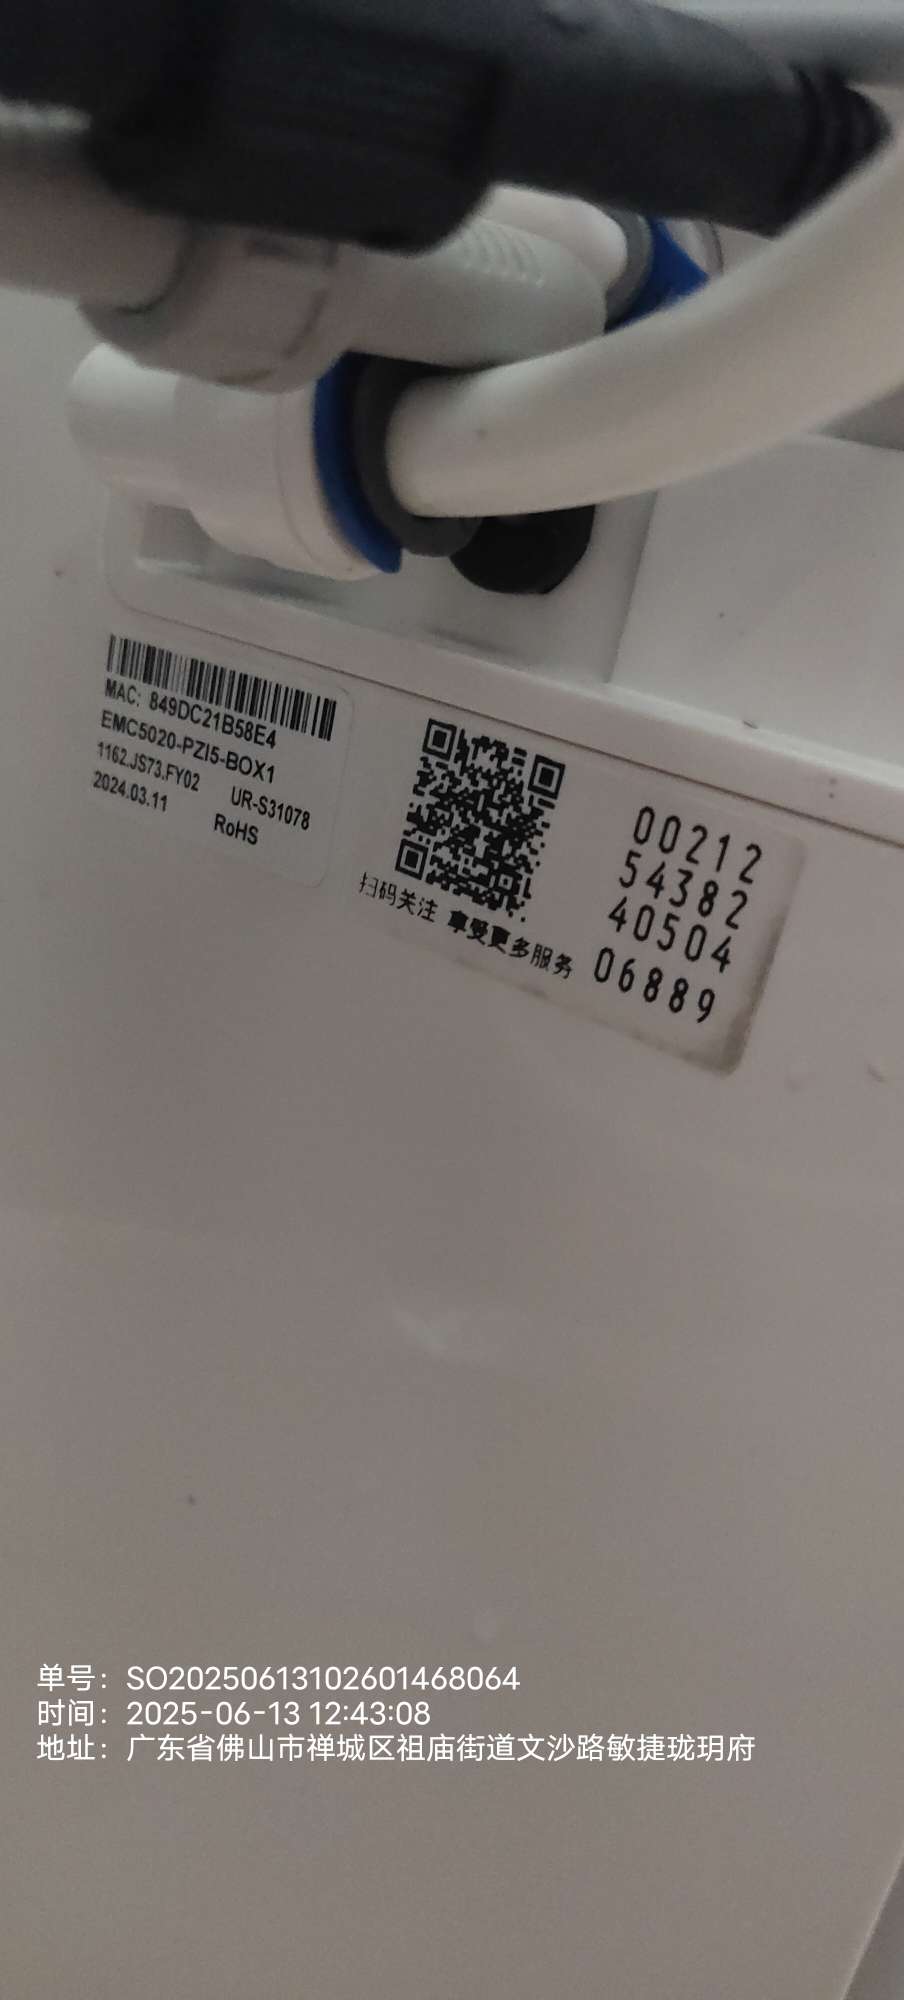 MAC: 849DC21B58E4
EMC5020-PZI5-BOX1
1162.JS73.FY02 UR-S31078
2024.03.11 RoHS
扫码关注 享受更多服务
00212
54382
40504
06889
单号：SO20250613102601468064
时间：2025-06-13 12:43:08
地址：广东省佛山市禅城区祖庙街道文沙路敏捷珑玥府